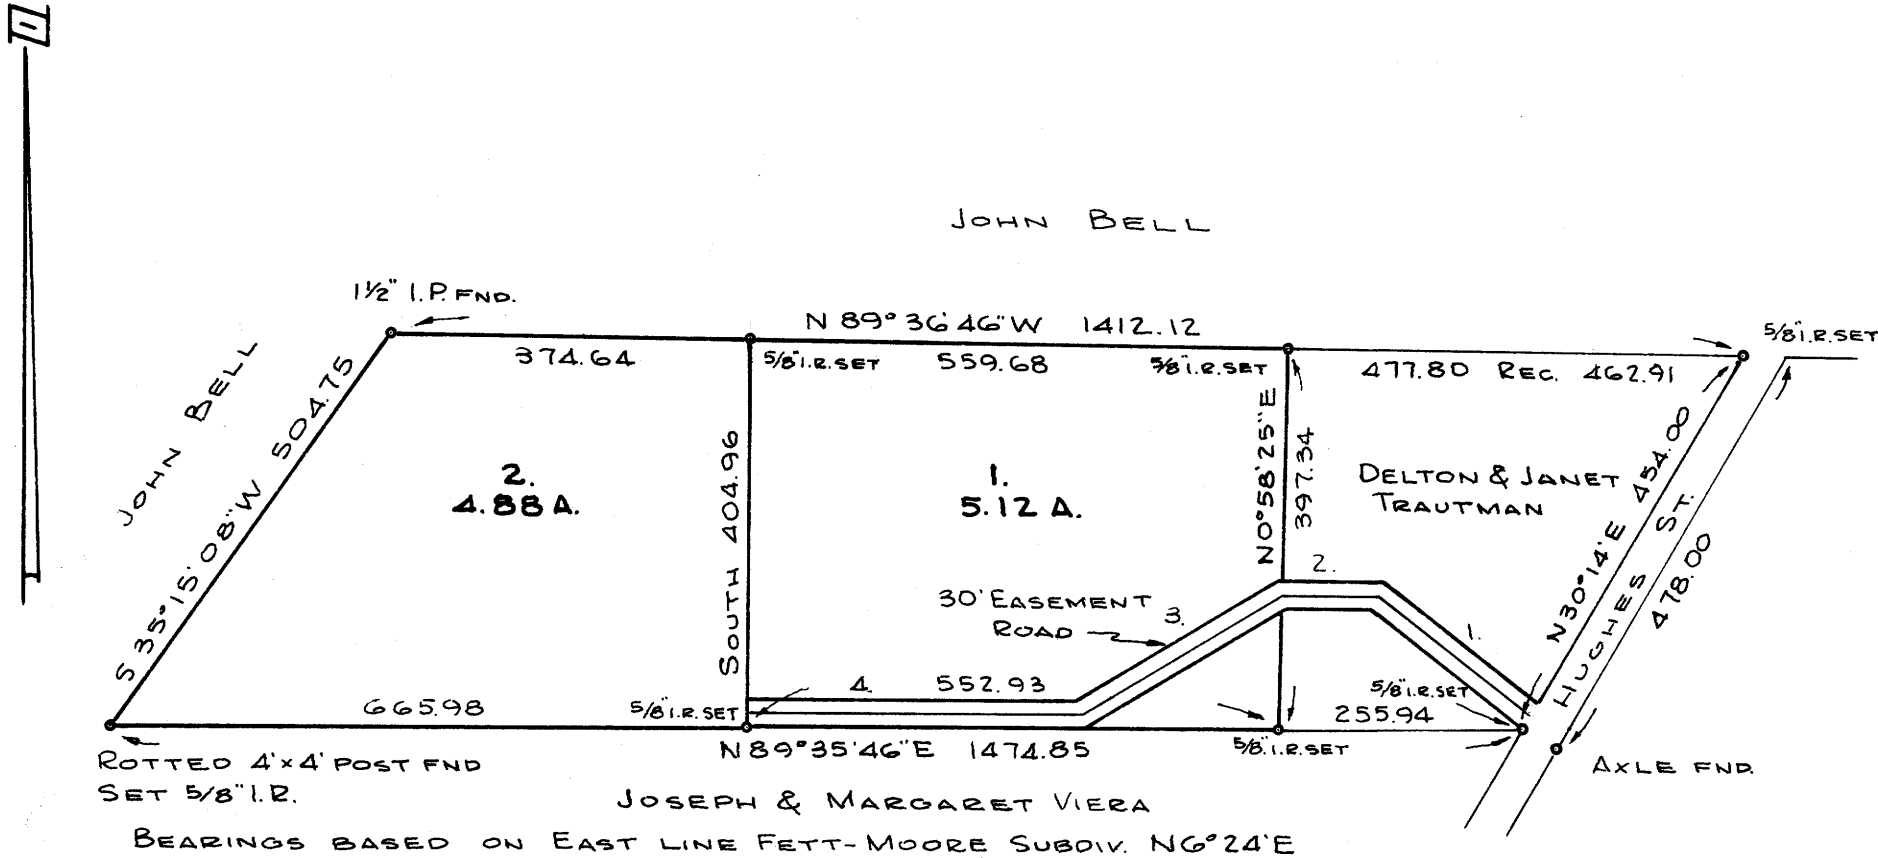 JOHN BELL
1½" I.P. FND.
N 89° 36' 46" W 1412.12
5/8" I.R. SET
374.64
5/8" I.R. SET
559.68
5/8" I.R. SET
477.80 REC. 462.91
JOHN BELL
S 35° 15' 08" W 504.75
2.
4.88 A.
SOUTH 404.96
1.
5.12 A.
N0°58'25"E
397.34
DELTON & JANET
TRAUTMAN
N30°14'E 454.00
HUGHES ST.
478.00
30' EASEMENT
ROAD
3.
2.
1.
4.
552.93
665.98
5/8" I.R. SET
5/8" I.R. SET
255.94
N 89° 35' 46" E 1474.85
5/8" I.R. SET
AXLE FND.
ROTTED 4'x4' POST FND
SET 5/8" I.R.
JOSEPH & MARGARET VIERA
BEARINGS BASED ON EAST LINE FETT-MOORE SUBDIV. N6°24'E